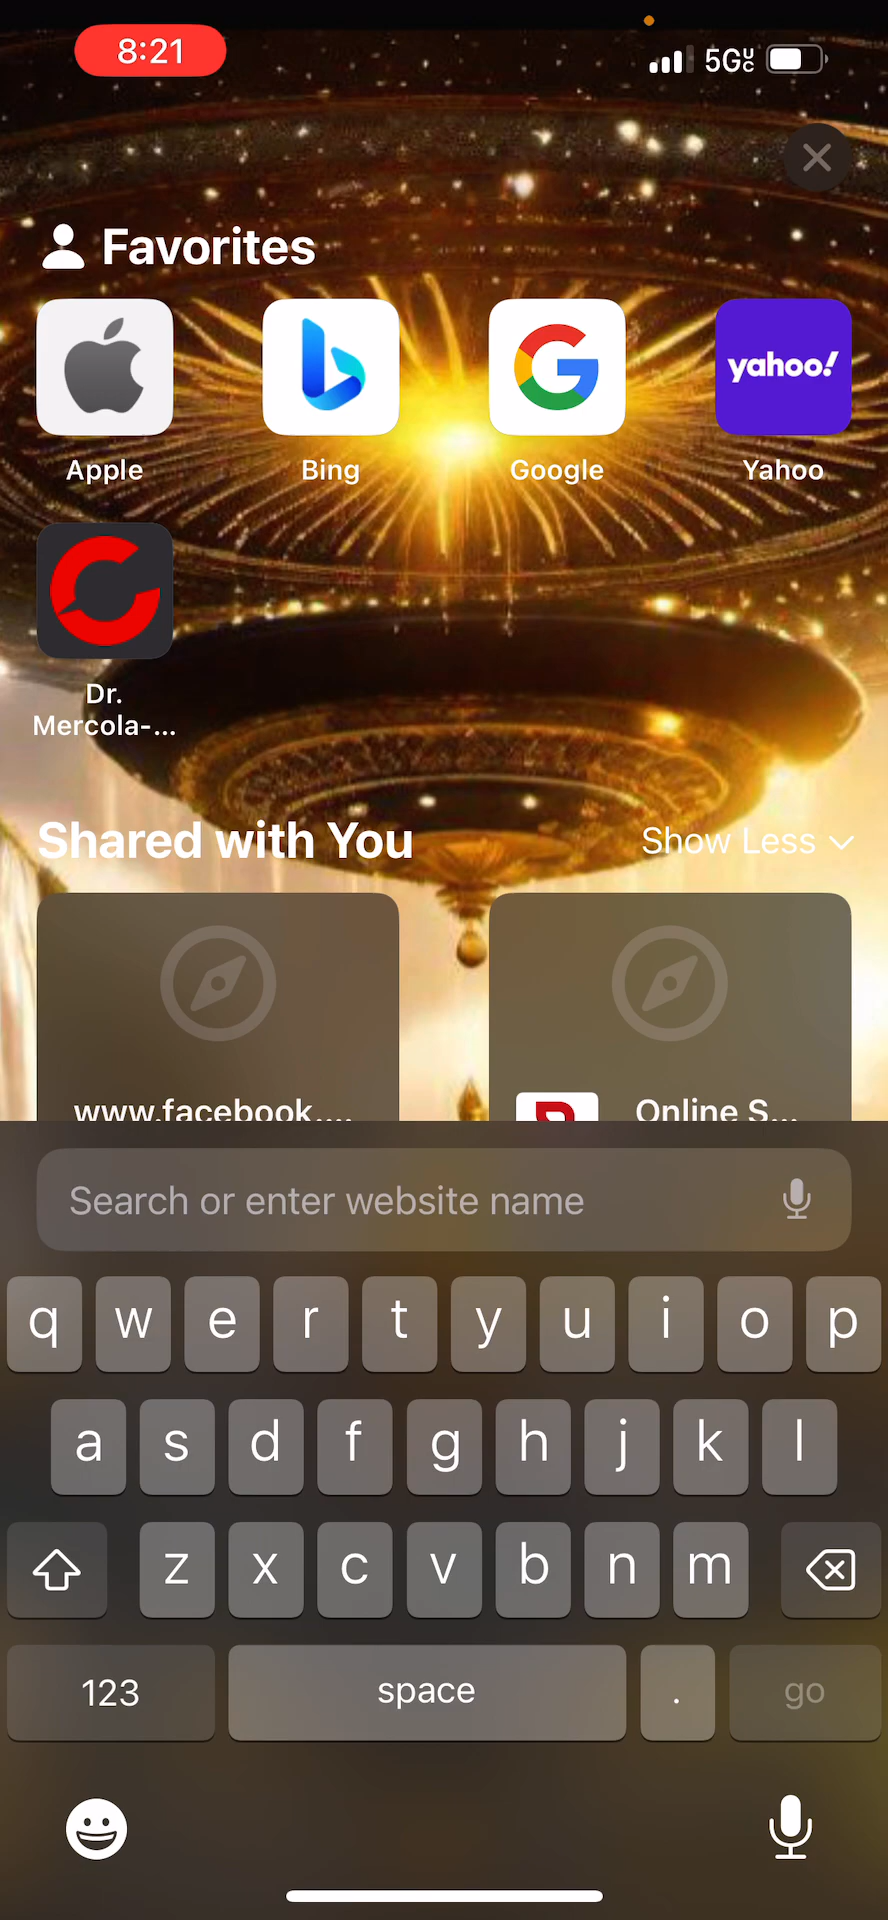 8:21
5GUC
Favorites
yahoo!
Apple
Bing
Google
Yahoo
Dr.
Mercola-...
Shared with You
Show Less
www.facebook....
Online S...
Search or enter website name
q w e r t y u i o p
a s d f g h j k l
z x c v b n m
123
space
.
go